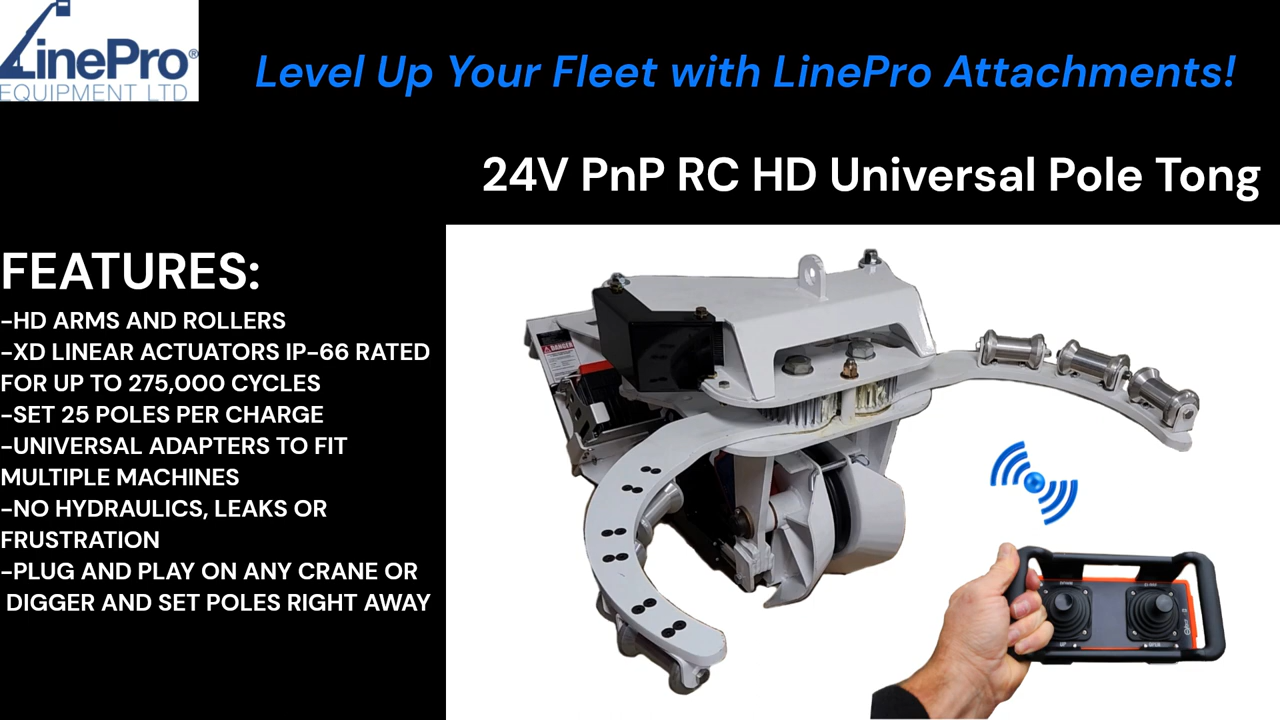 LinePro®
EQUIPMENT LTD
Level Up Your Fleet with LinePro Attachments!
24V PnP RC HD Universal Pole Tong
FEATURES:
-HD ARMS AND ROLLERS
-XD LINEAR ACTUATORS IP-66 RATED
FOR UP TO 275,000 CYCLES
-SET 25 POLES PER CHARGE
-UNIVERSAL ADAPTERS TO FIT
MULTIPLE MACHINES
-NO HYDRAULICS, LEAKS OR
FRUSTRATION
-PLUG AND PLAY ON ANY CRANE OR
DIGGER AND SET POLES RIGHT AWAY
DANGER